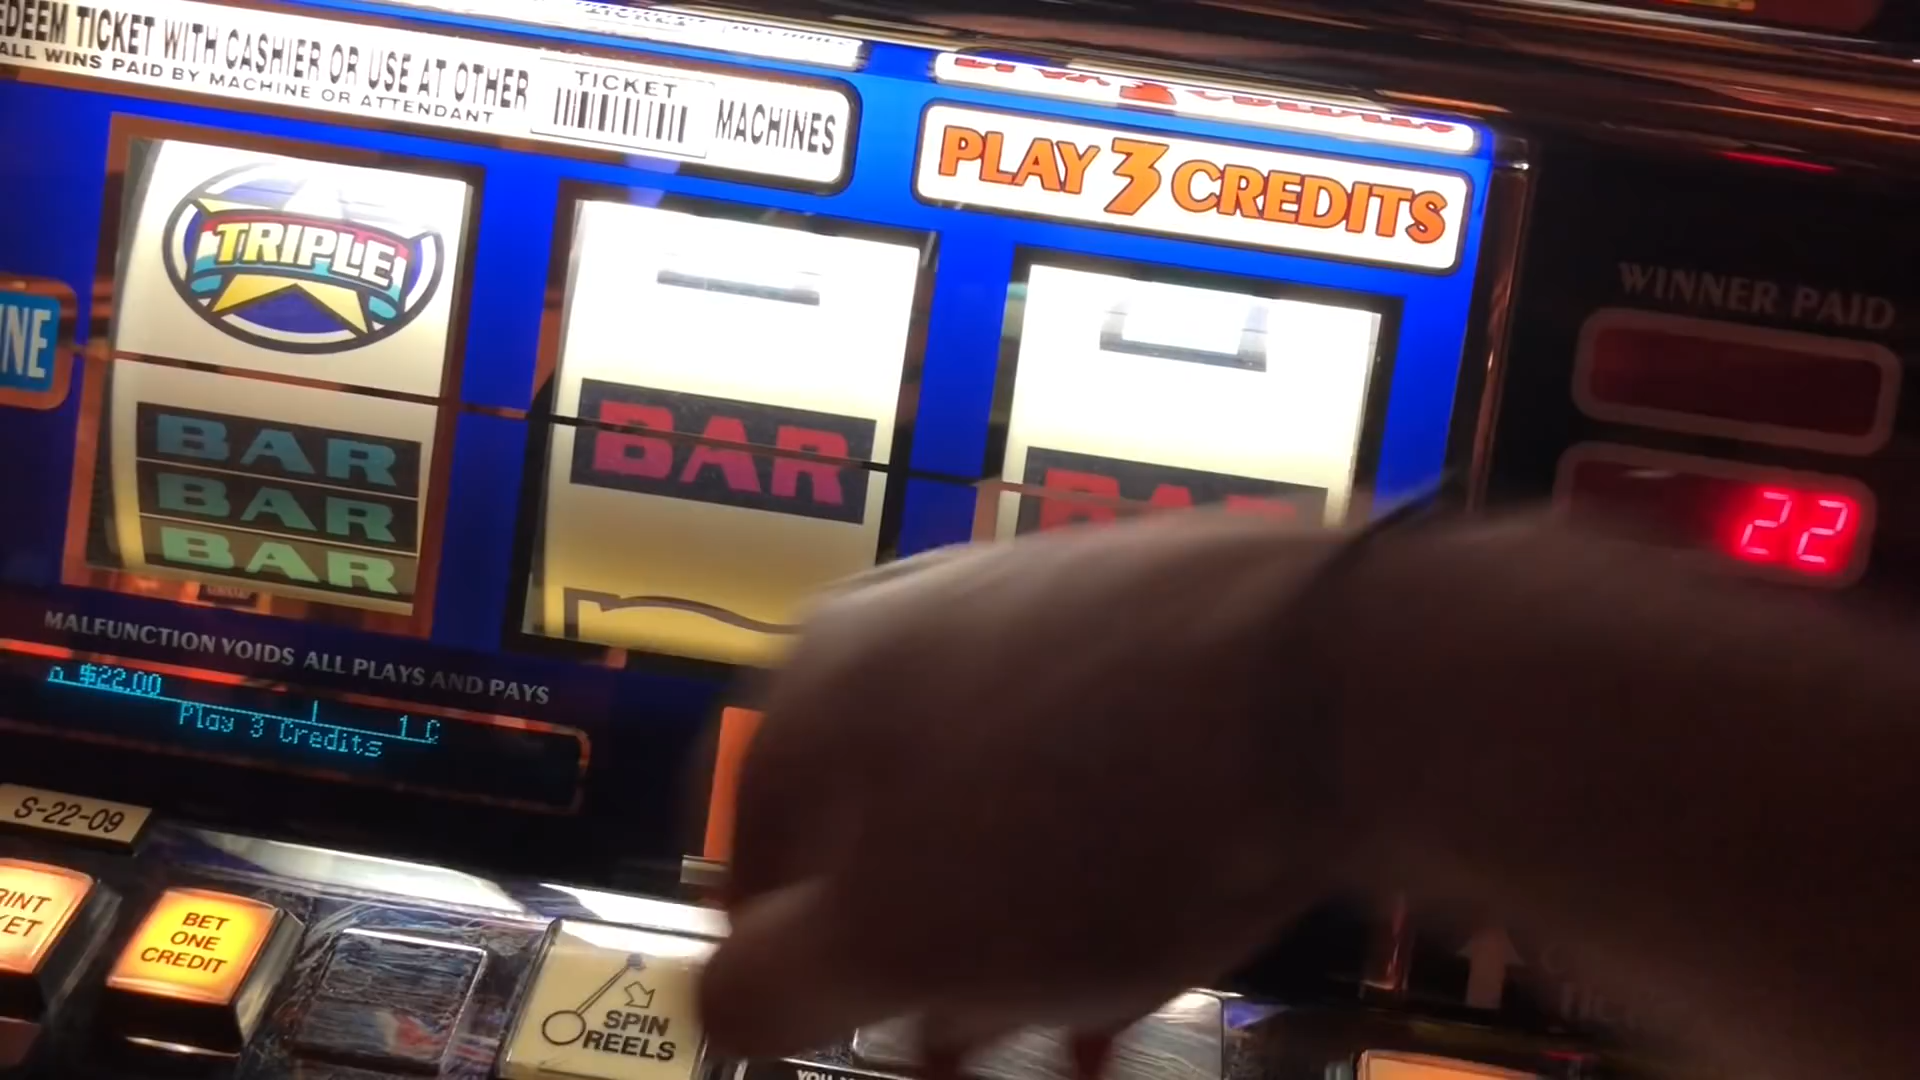 EDEEM TICKET WITH CASHIER OR USE AT OTHER
ALL WINS PAID BY MACHINE OR ATTENDANT
TICKET
MACHINES
PLAY 3 CREDITS
TRIPLE
WINNER PAID
INE
BAR
BAR
BAR
BAR
BAR
22
MALFUNCTION VOIDS ALL PLAYS AND PAYS
$22.00
1 C
Play 3 Credits
S-22-09
RINT
KET
BET
ONE
CREDIT
SPIN
REELS